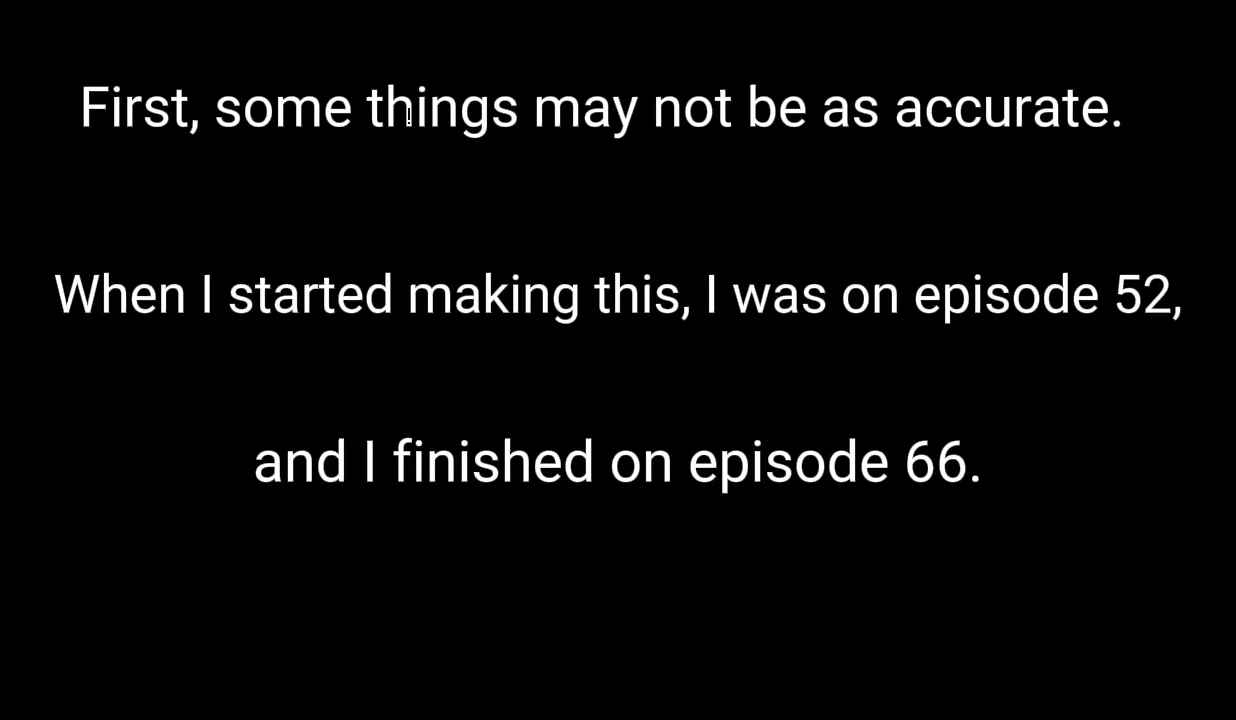 First, some things may not be as accurate.
When I started making this, I was on episode 52,
and I finished on episode 66.